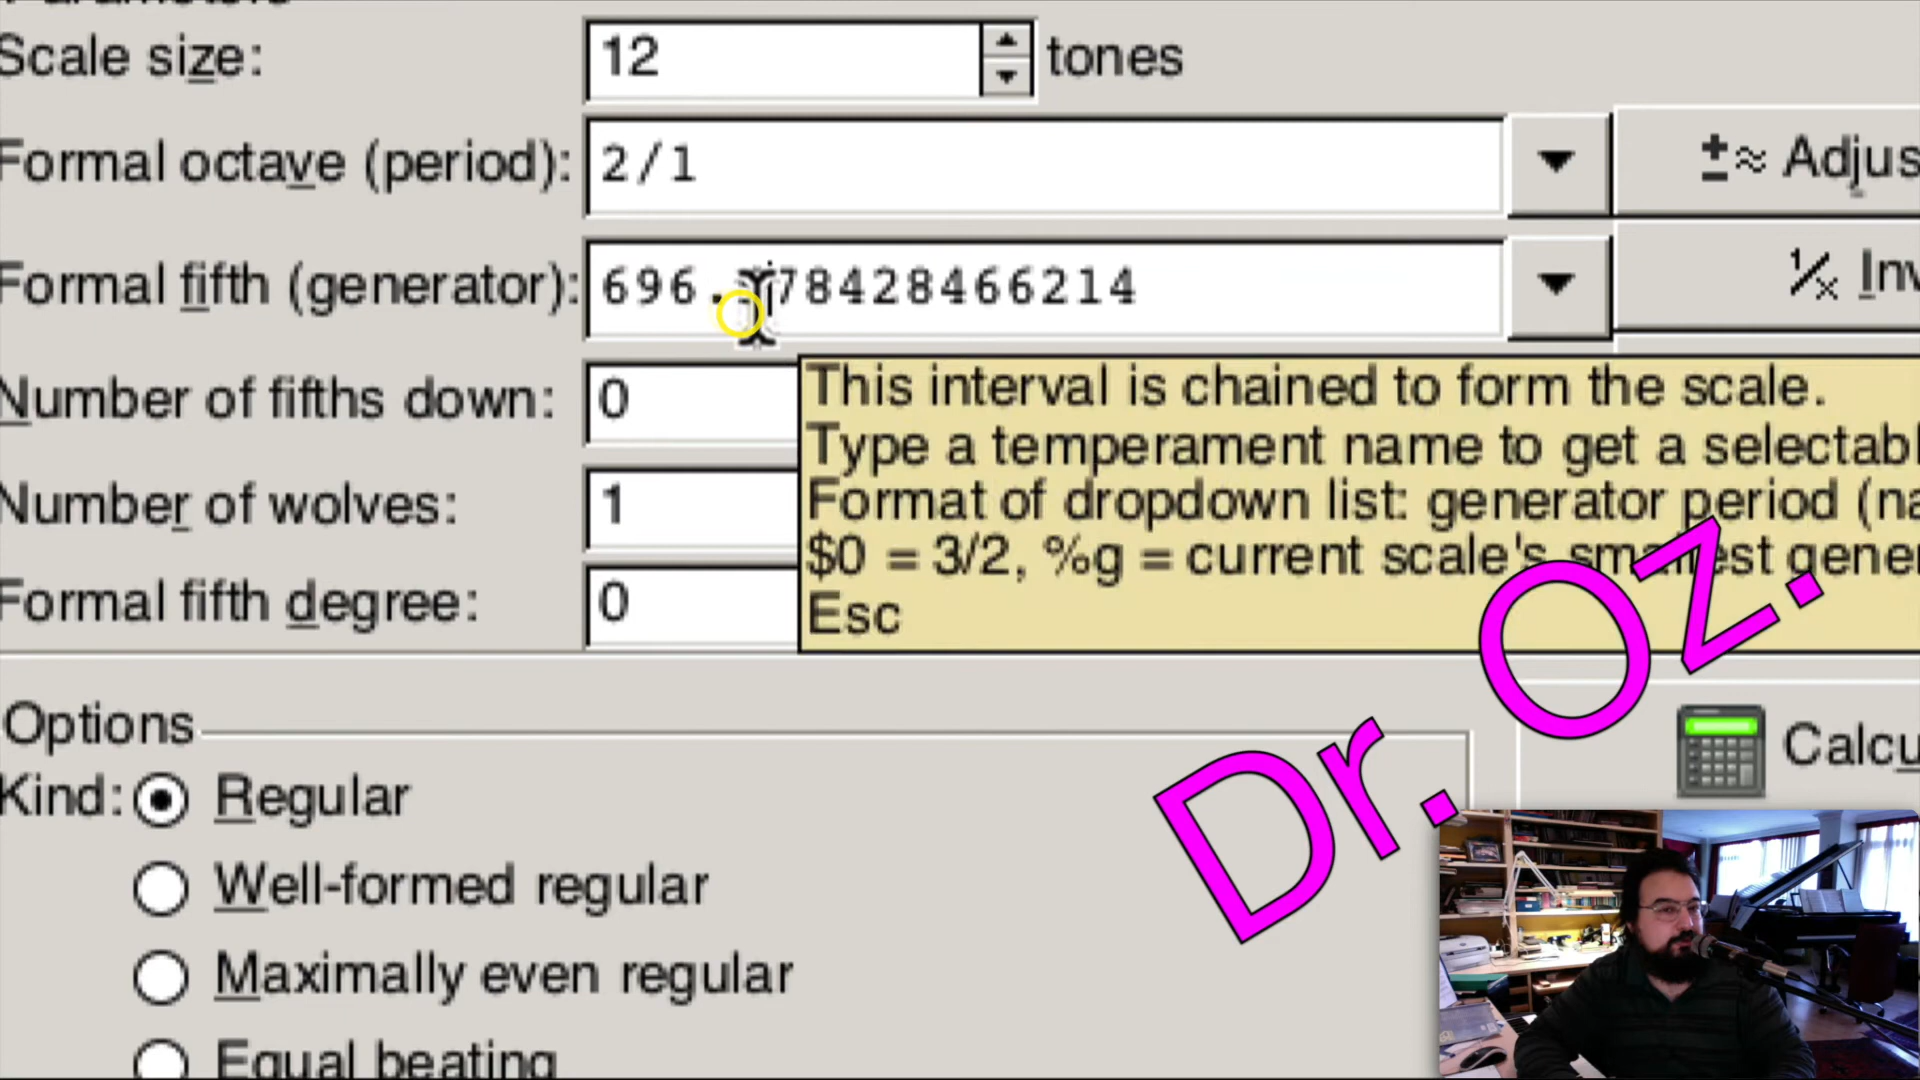 Scale size: 12 tones
Formal octave (period): 2/1 ±≈ Adjus
Formal fifth (generator): 696. 78428466214 1/x Inv
Number of fifths down: 0
Number of wolves: 1
Formal fifth degree: 0
This interval is chained to form the scale.
Type a temperament name to get a selectabl
Format of dropdown list: generator period (na
$0 = 3/2, %g = current scale's smallest gener
Esc
Dr. Oz.
Options
Calcu
Kind: Regular
Well-formed regular
Maximally even regular
Equal beating